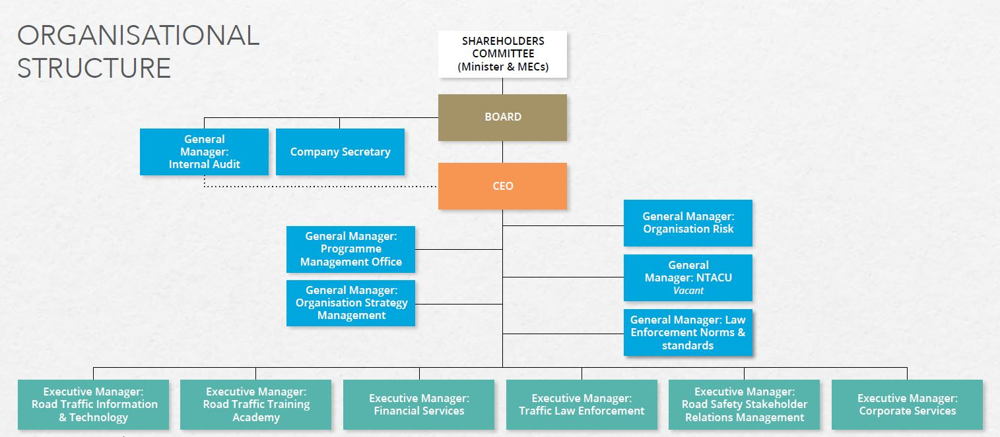 ORGANISATIONAL
STRUCTURE
SHAREHOLDERS
COMMITTEE
(Minister & MECs)
BOARD
General
Manager:
Internal Audit
Company Secretary
CEO
General Manager:
Organisation Risk
General Manager:
Programme
Management Office
General
Manager: NTACU
Vacant
General Manager:
Organisation Strategy
Management
General Manager: Law
Enforcement Norms &
standards
Executive Manager:
Road Traffic Information
& Technology
Executive Manager:
Road Traffic Training
Academy
Executive Manager:
Financial Services
Executive Manager:
Traffic Law Enforcement
Executive Manager:
Road Safety Stakeholder
Relations Management
Executive Manager:
Corporate Services